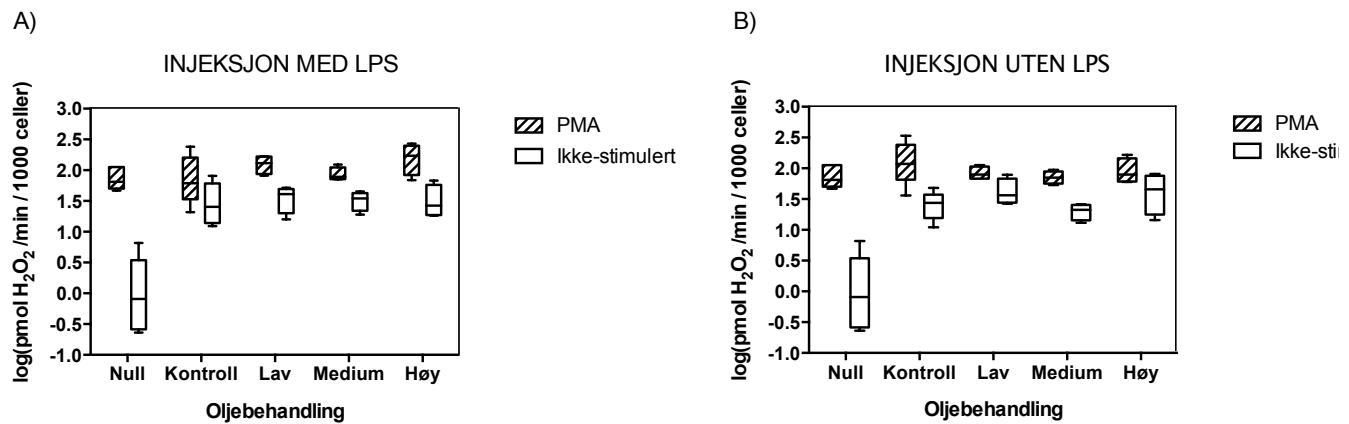 A)
INJEKSJON MED LPS
log(pmol H₂O₂ /min / 1000 celler)
3.0
2.5
2.0
1.5
1.0
0.5
0.0
-0.5
-1.0
Null Kontroll Lav Medium Høy
Oljebehandling
PMA
Ikke-stimulert
B)
INJEKSJON UTEN LPS
log(pmol H₂O₂ /min / 1000 celler)
3.0
2.5
2.0
1.5
1.0
0.5
0.0
-0.5
-1.0
Null Kontroll Lav Medium Høy
Oljebehandling
PMA
Ikke-sti